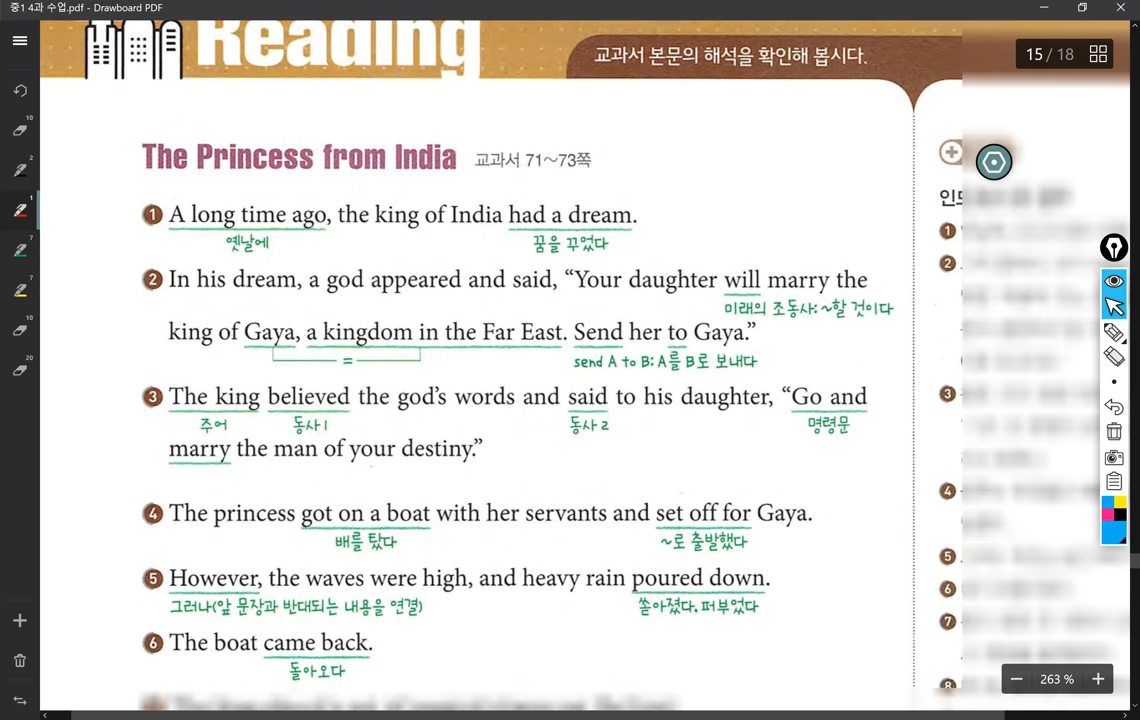 중1 4과 수업.pdf - Drawboard PDF
Reading
교과서 본문의 해석을 확인해 봅시다.
15 / 18
The Princess from India 교과서 71~73쪽
1 A long time ago, the king of India had a dream.
옛날에 꿈을 꾸었다
2 In his dream, a god appeared and said, “Your daughter will marry the
미래의 조동사: ~할 것이다
king of Gaya, a kingdom in the Far East. Send her to Gaya.”
= send A to B: A를 B로 보내다
3 The king believed the god’s words and said to his daughter, “Go and
주어 동사1 동사2 명령문
marry the man of your destiny.”
4 The princess got on a boat with her servants and set off for Gaya.
배를 탔다 ~로 출발했다
5 However, the waves were high, and heavy rain poured down.
그러나(앞 문장과 반대되는 내용을 연결) 쏟아졌다, 퍼부었다
6 The boat came back.
돌아오다
1
2
3
4
5
6
7
8
10
2
1
7
7
10
20
263 %